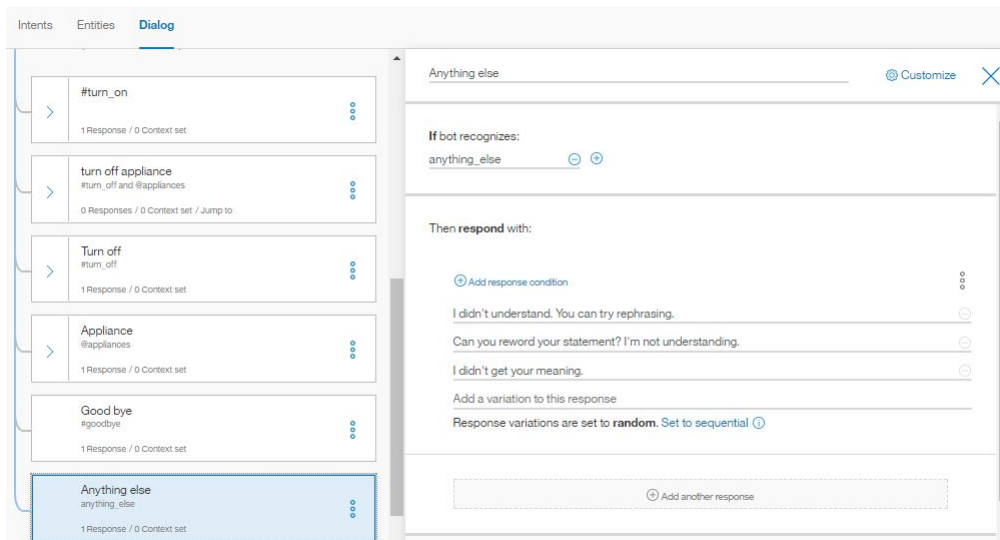 Intents Entities Dialog
#turn_on
1 Response / 0 Context set
turn off appliance
#turn_off and @appliances
0 Responses / 0 Context set / Jump to
Turn off
#turn_off
1 Response / 0 Context set
Appliance
@appliances
1 Response / 0 Context set
Good bye
#goodbye
1 Response / 0 Context set
Anything else
anything_else
1 Response / 0 Context set
Anything else
Customize
If bot recognizes:
anything_else
Then respond with:
Add response condition
I didn't understand. You can try rephrasing.
Can you reword your statement? I'm not understanding.
I didn't get your meaning.
Add a variation to this response
Response variations are set to random. Set to sequential
Add another response